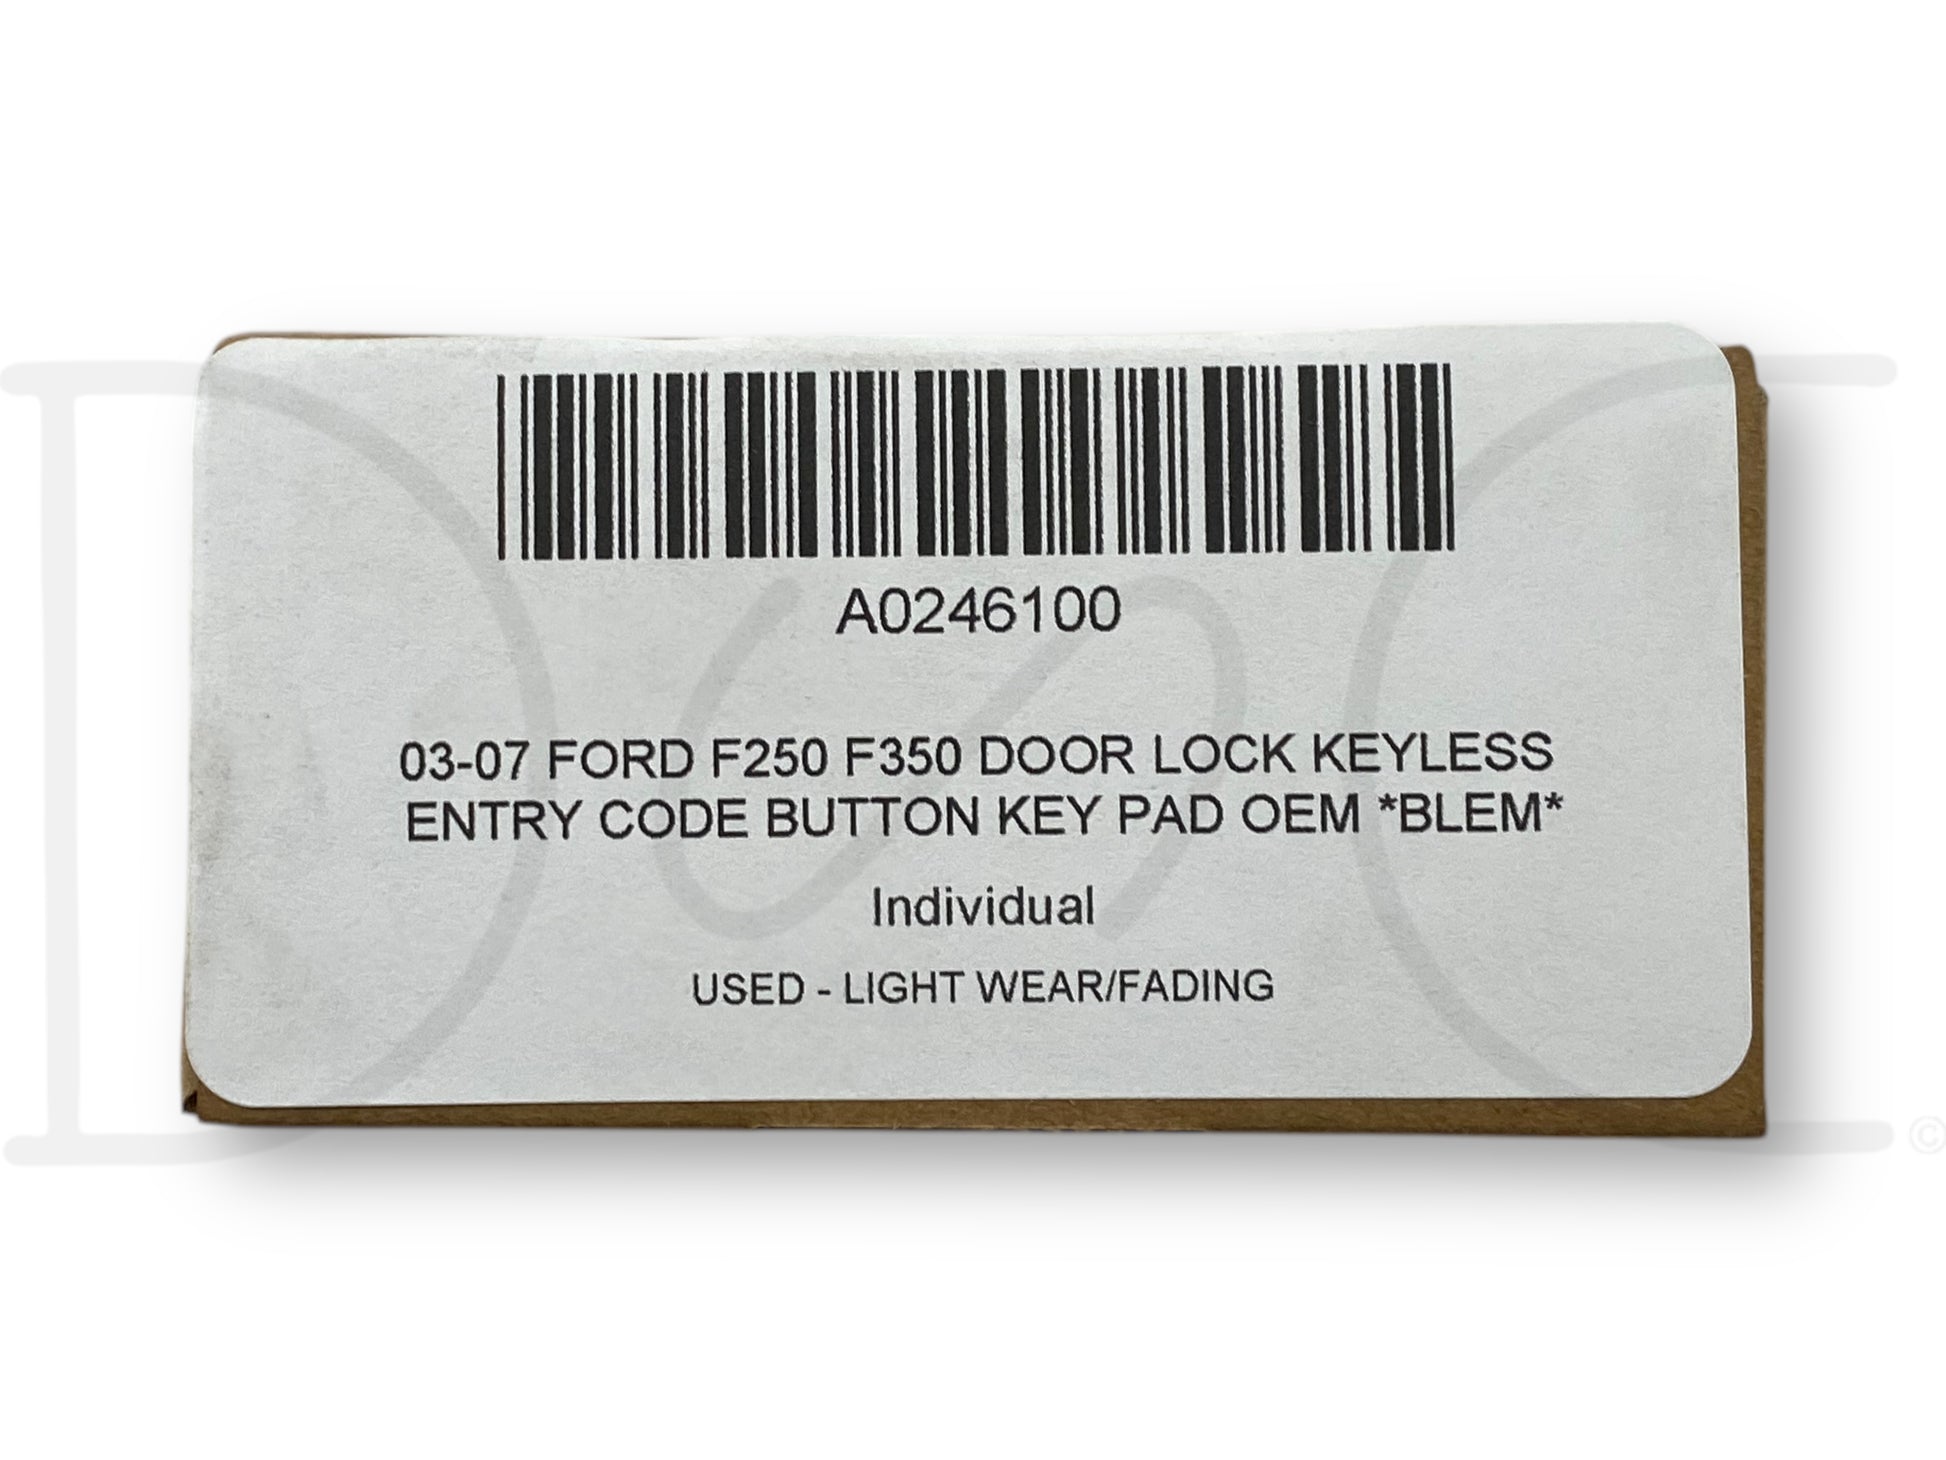 A0246100
03-07 FORD F250 F350 DOOR LOCK KEYLESS
ENTRY CODE BUTTON KEY PAD OEM *BLEM*
Individual
USED - LIGHT WEAR/FADING
©